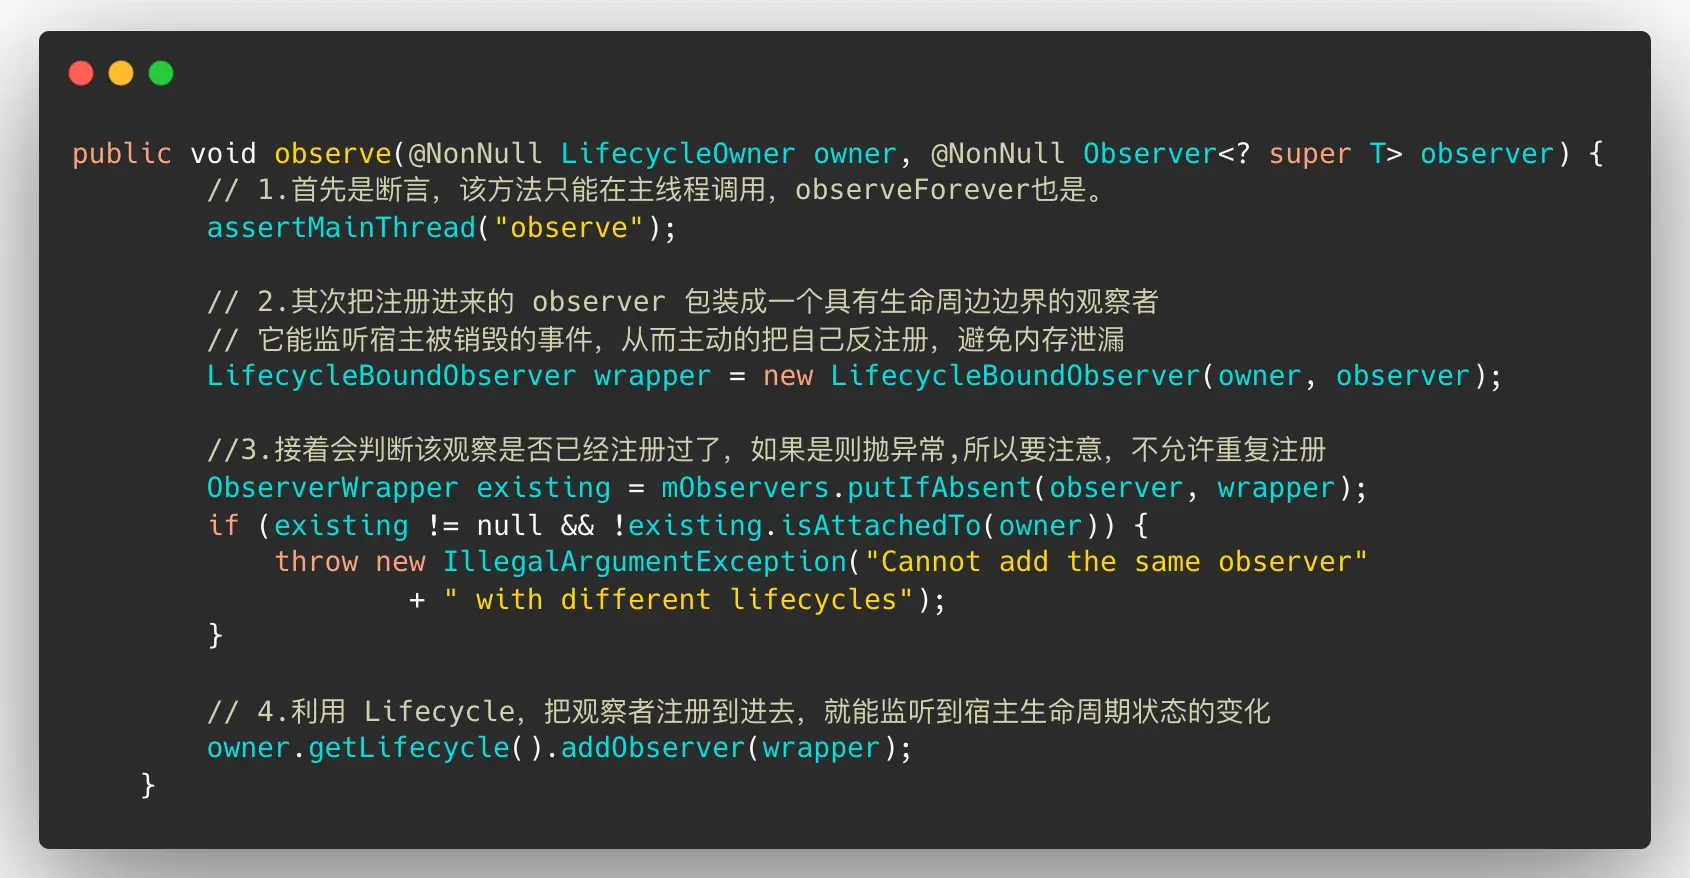 public void observe(@NonNull LifecycleOwner owner, @NonNull Observer<? super T> observer) {
// 1.首先是断言，该方法只能在主线程调用，observeForever也是。
assertMainThread("observe");
// 2.其次把注册进来的 observer 包装成一个具有生命周边边界的观察者
// 它能监听宿主被销毁的事件，从而主动的把自己反注册，避免内存泄漏
LifecycleBoundObserver wrapper = new LifecycleBoundObserver(owner, observer);
//3.接着会判断该观察是否已经注册过了，如果是则抛异常,所以要注意，不允许重复注册
ObserverWrapper existing = mObservers.putIfAbsent(observer, wrapper);
if (existing != null && !existing.isAttachedTo(owner)) {
throw new IllegalArgumentException("Cannot add the same observer"
+ " with different lifecycles");
}
// 4.利用 Lifecycle，把观察者注册到进去，就能监听到宿主生命周期状态的变化
owner.getLifecycle().addObserver(wrapper);
}